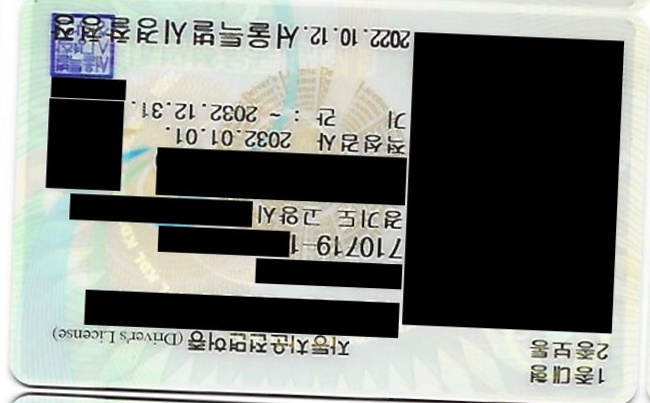 1종대형
2종보통
자동차운전면허증 (Driver's License)
710719-1
경기도 고양시
적성검사 2032.01.01.
기 간 : ~ 2032.12.31.
2022.10.12. 서울특별시경찰청장